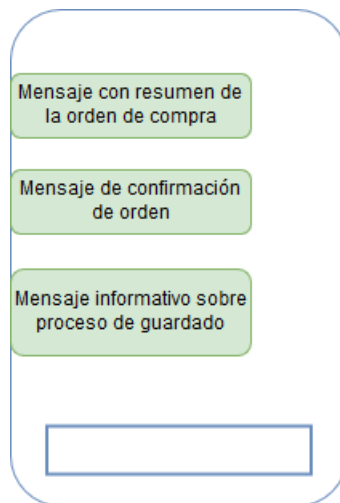 Mensaje con resumen de
la orden de compra
Mensaje de confirmación
de orden
Mensaje informativo sobre
proceso de guardado